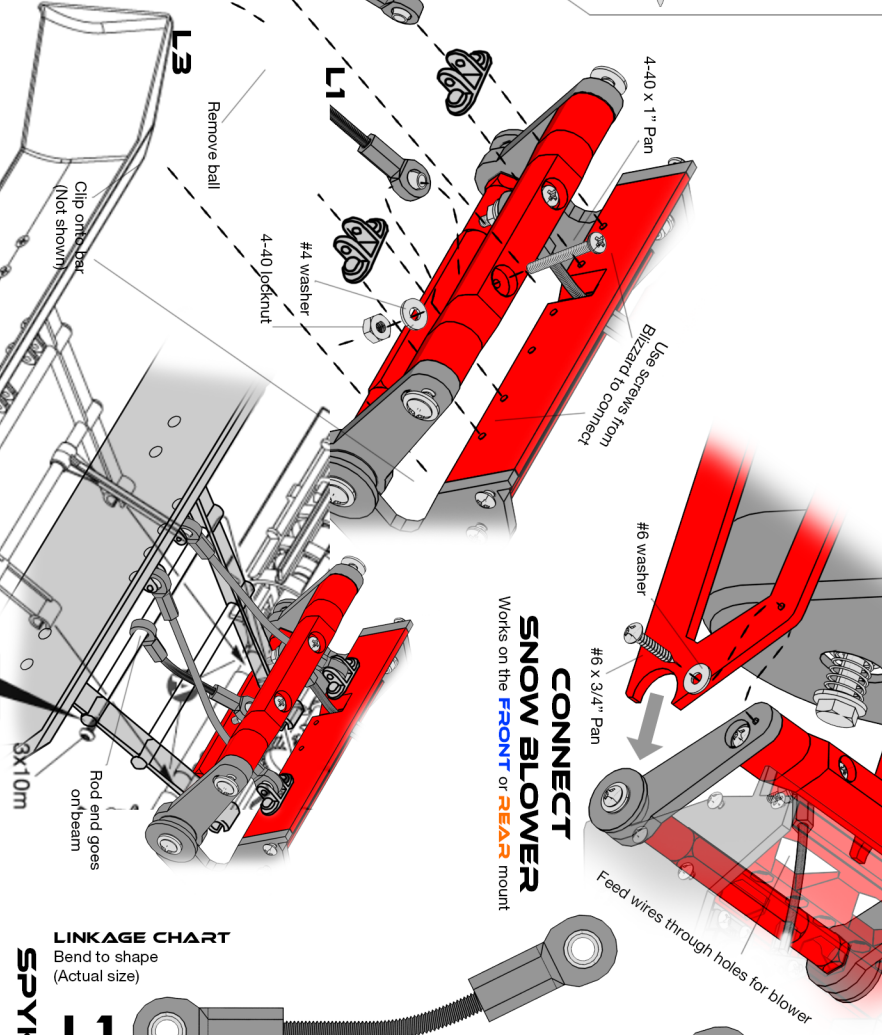 CONNECT
SNOW BLOWER
Works on the FRONT or REAR mount
4-40 x 1" Pan
L3
L1
Remove ball
Clip onto bar
(Not shown)
#4 washer
4-40 locknut
Use screws from
Blizzard to connect
#6 washer
#6 x 3/4" Pan
Feed wires through holes for blower
3x10m
Rod end goes
on beam
LINKAGE CHART
Bend to shape
(Actual size)
L1